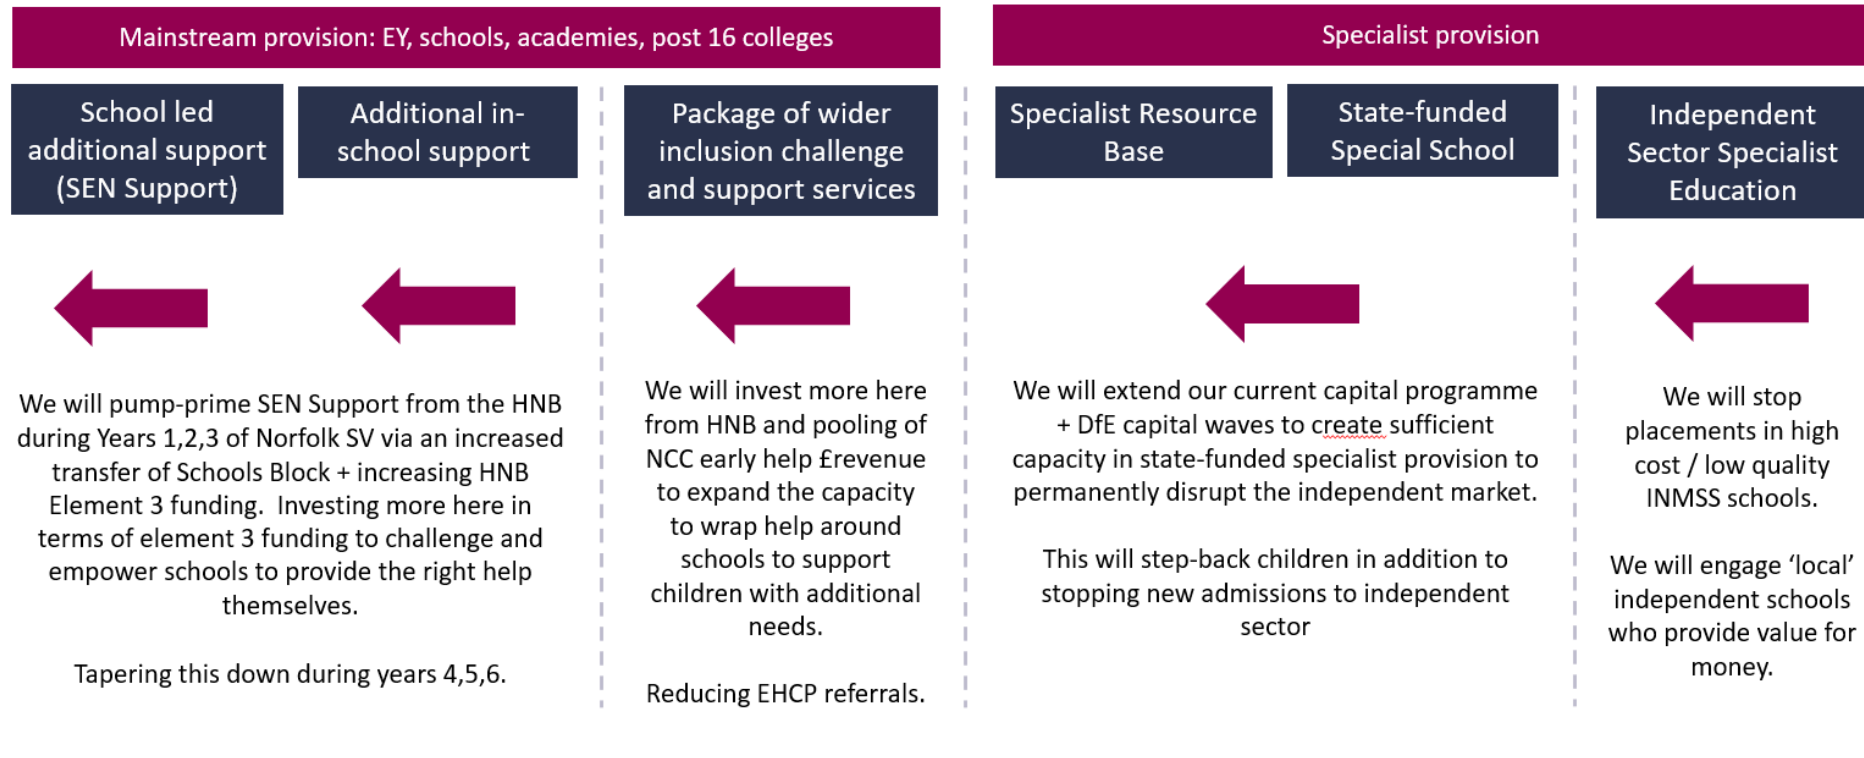 Mainstream provision: EY, schools, academies, post 16 colleges
Specialist provision
School led
additional support
(SEN Support)
Additional in-
school support
Package of wider
inclusion challenge
and support services
Specialist Resource
Base
State-funded
Special School
Independent
Sector Specialist
Education
We will pump-prime SEN Support from the HNB
during Years 1,2,3 of Norfolk SV via an increased
transfer of Schools Block + increasing HNB
Element 3 funding.  Investing more here in
terms of element 3 funding to challenge and
empower schools to provide the right help
themselves.
Tapering this down during years 4,5,6.
We will invest more here
from HNB and pooling of
NCC early help £revenue
to expand the capacity
to wrap help around
schools to support
children with additional
needs.
Reducing EHCP referrals.
We will extend our current capital programme
+ DfE capital waves to create sufficient
capacity in state-funded specialist provision to
permanently disrupt the independent market.
This will step-back children in addition to
stopping new admissions to independent
sector
We will stop
placements in high
cost / low quality
INMSS schools.
We will engage ‘local’
independent schools
who provide value for
money.